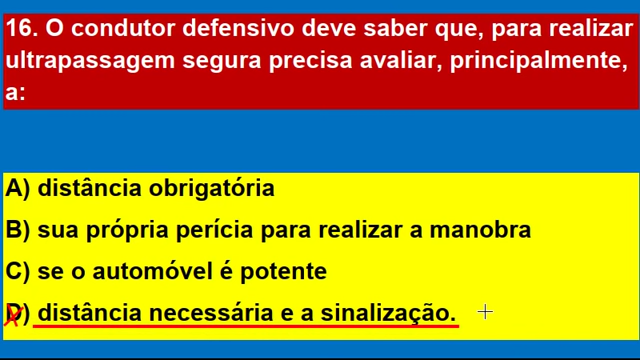 16. O condutor defensivo deve saber que, para realizar
ultrapassagem segura precisa avaliar, principalmente,
a:
A) distância obrigatória
B) sua própria perícia para realizar a manobra
C) se o automóvel é potente
D) distância necessária e a sinalização.